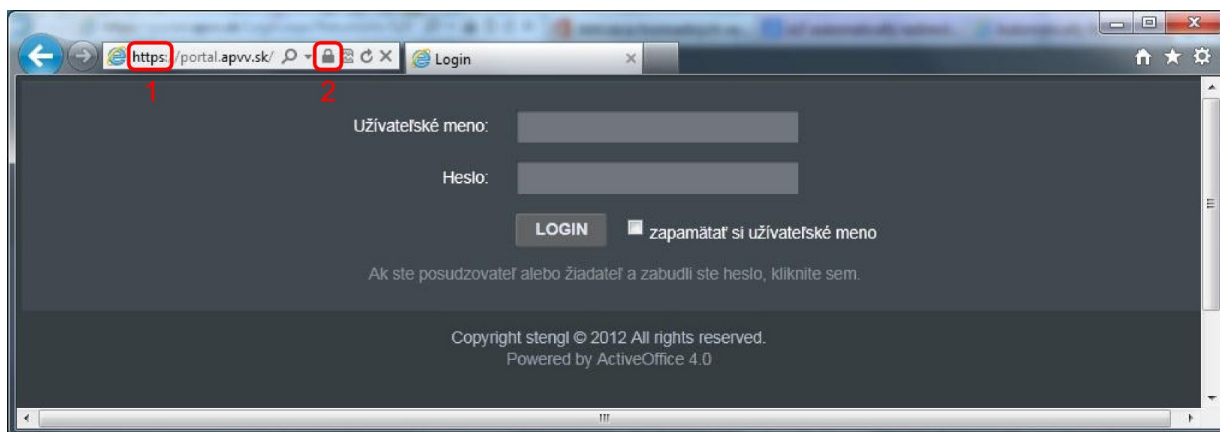 https:/portal.apvv.sk/
Login
1
2
Užívateľské meno:
Heslo:
LOGIN
zapamätať si užívateľské meno
Ak ste posudzovateľ alebo žiadateľ a zabudli ste heslo, kliknite sem.
Copyright stengl © 2012 All rights reserved.
Powered by ActiveOffice 4.0